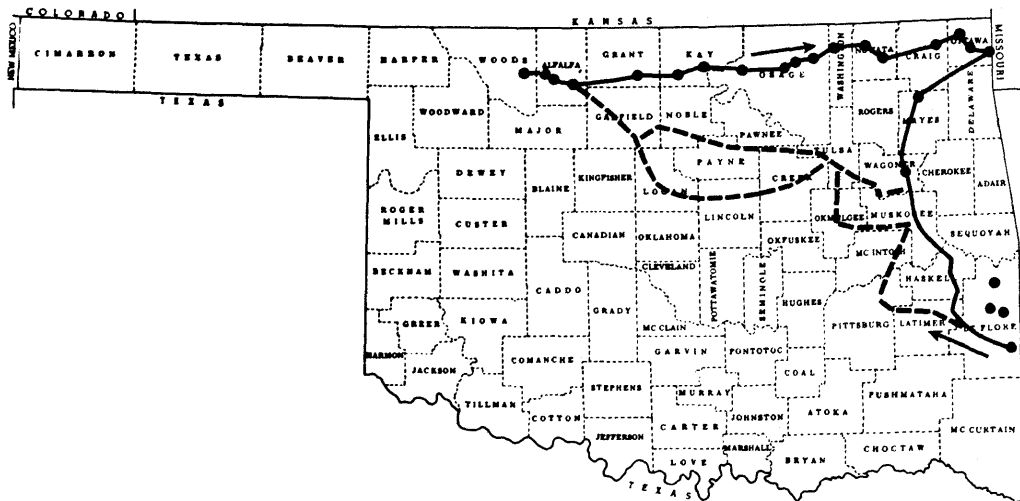 COLORADO
KANSAS
NEW MEXICO
MISSOURI
CIMARRON
TEXAS
BEAVER
HARPER
WOODS
ALFALFA
GRANT
KAY
OSAGE
WASHINGTON
NOWATA
CRAIG
OTTAWA
TEXAS
WOODWARD
MAJOR
GARFIELD
NOBLE
PAWNEE
ROGERS
MAYES
DELAWARE
ELLIS
DEWEY
BLAINE
KINGFISHER
LOGAN
PAYNE
CREEK
TULSA
WAGONER
CHEROKEE
ADAIR
ROGER MILLS
CUSTER
CANADIAN
OKLAHOMA
LINCOLN
OKFUSKEE
OKMULGEE
MUSKOGEE
SEQUOYAH
BECKHAM
WASHITA
CADDO
CLEVELAND
POTTAWATOMIE
SEMINOLE
HUGHES
MC INTOSH
HASKEL
GREER
KIOWA
GRADY
MC CLAIN
PITTSBURG
LATIMER
LE FLORE
HARMON
JACKSON
COMANCHE
GARVIN
PONTOTOC
COAL
TILLMAN
STEPHENS
MURRAY
JOHNSTON
ATOKA
PUSHMATAHA
COTTON
JEFFERSON
CARTER
MARSHALL
BRYAN
CHOCTAW
MC CURTAIN
LOVE
TEXAS